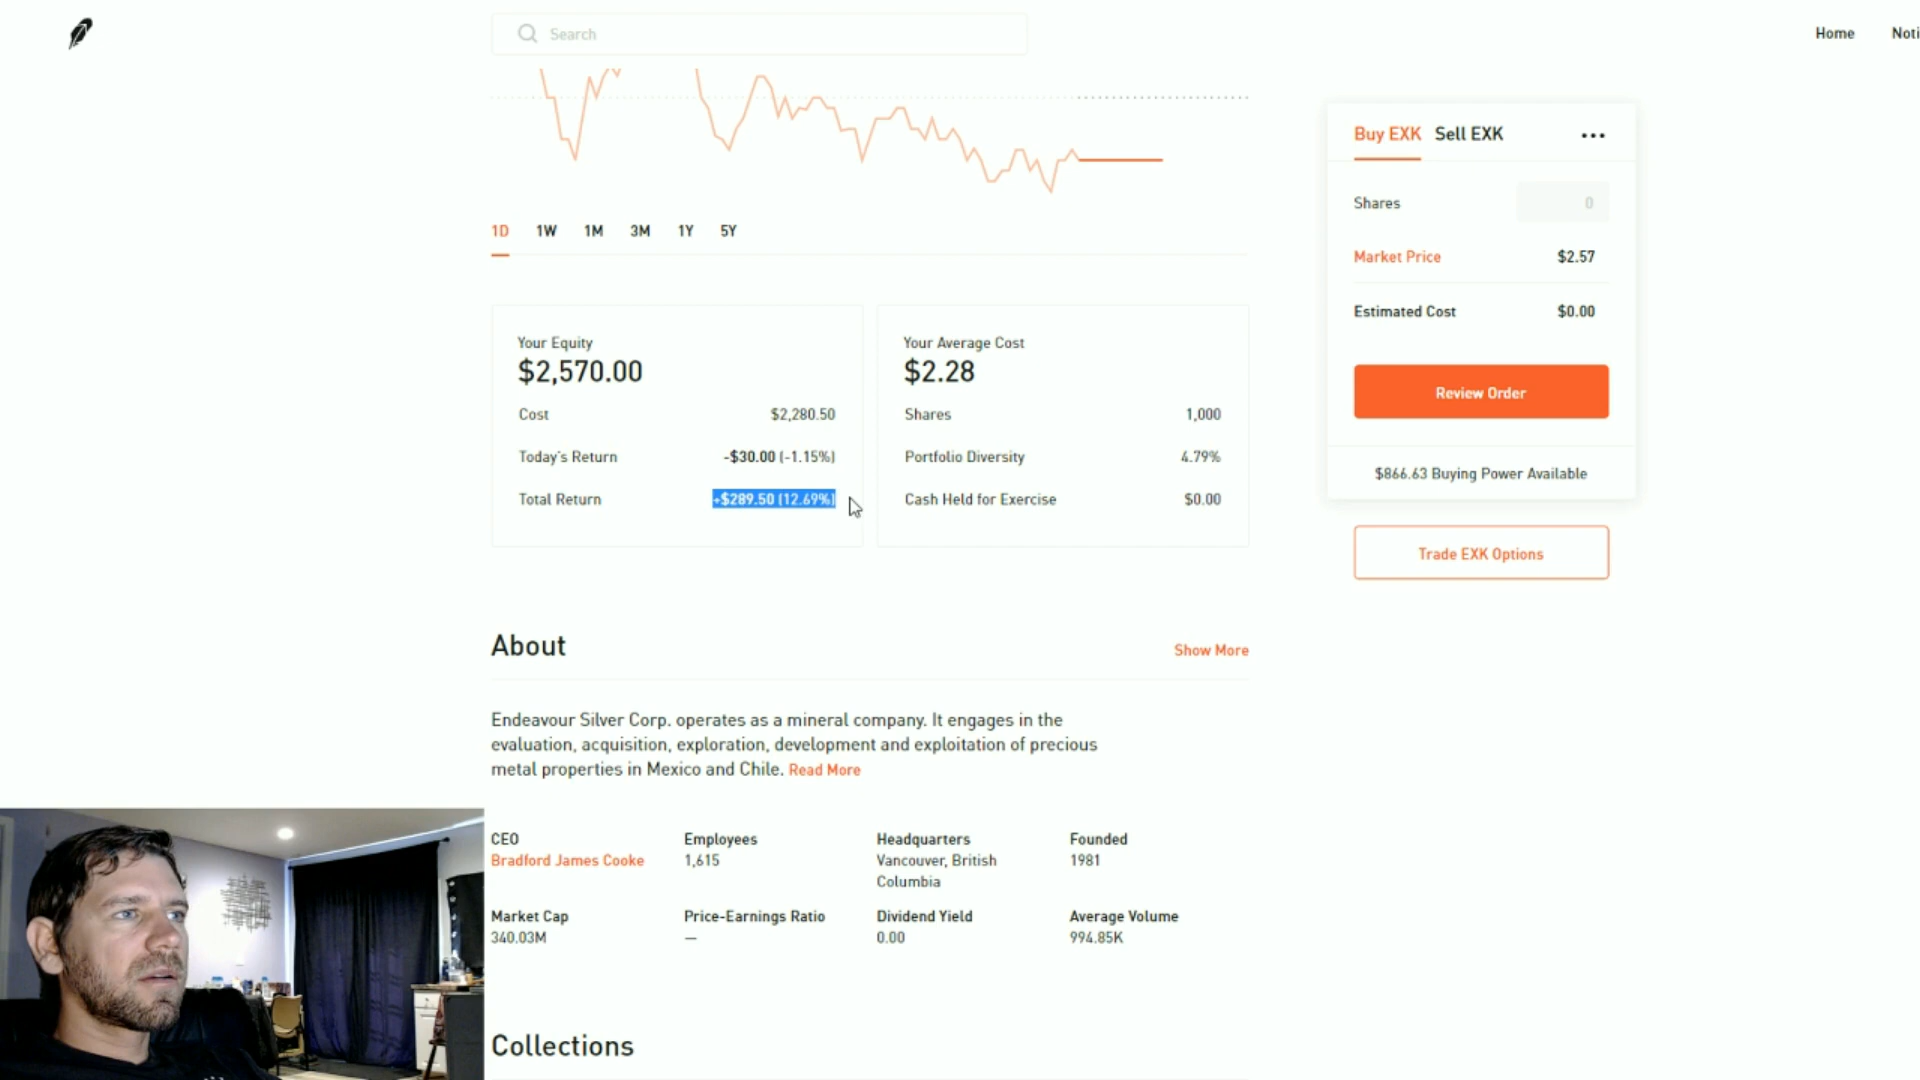 Search
Home
Noti
Buy EXK
Sell EXK
Shares
0
Market Price
$2.57
Estimated Cost
$0.00
Review Order
$866.63 Buying Power Available
Trade EXK Options
1D 1W 1M 3M 1Y 5Y
Your Equity
$2,570.00
Cost $2,280.50
Today's Return -$30.00 (-1.15%)
Total Return +$289.50 (12.69%)
Your Average Cost
$2.28
Shares 1,000
Portfolio Diversity 4.79%
Cash Held for Exercise $0.00
About
Show More
Endeavour Silver Corp. operates as a mineral company. It engages in the
evaluation, acquisition, exploration, development and exploitation of precious
metal properties in Mexico and Chile. Read More
CEO
Bradford James Cooke
Employees
1,615
Headquarters
Vancouver, British
Columbia
Founded
1981
Market Cap
340.03M
Price-Earnings Ratio
—
Dividend Yield
0.00
Average Volume
994.85K
Collections